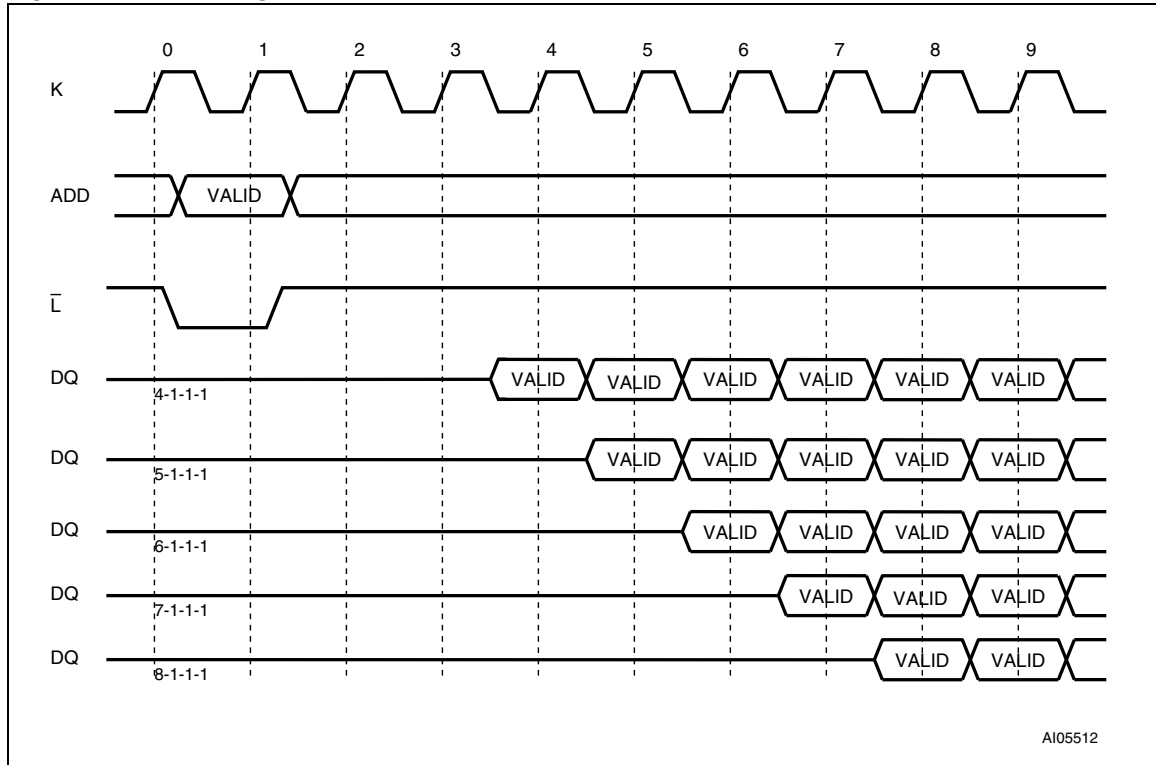 0 1 2 3 4 5 6 7 8 9
K
ADD VALID
L̅
DQ VALID VALID VALID VALID VALID VALID
4-1-1-1
DQ VALID VALID VALID VALID VALID
5-1-1-1
DQ VALID VALID VALID VALID
6-1-1-1
DQ VALID VALID VALID
7-1-1-1
DQ VALID VALID
8-1-1-1
AI05512